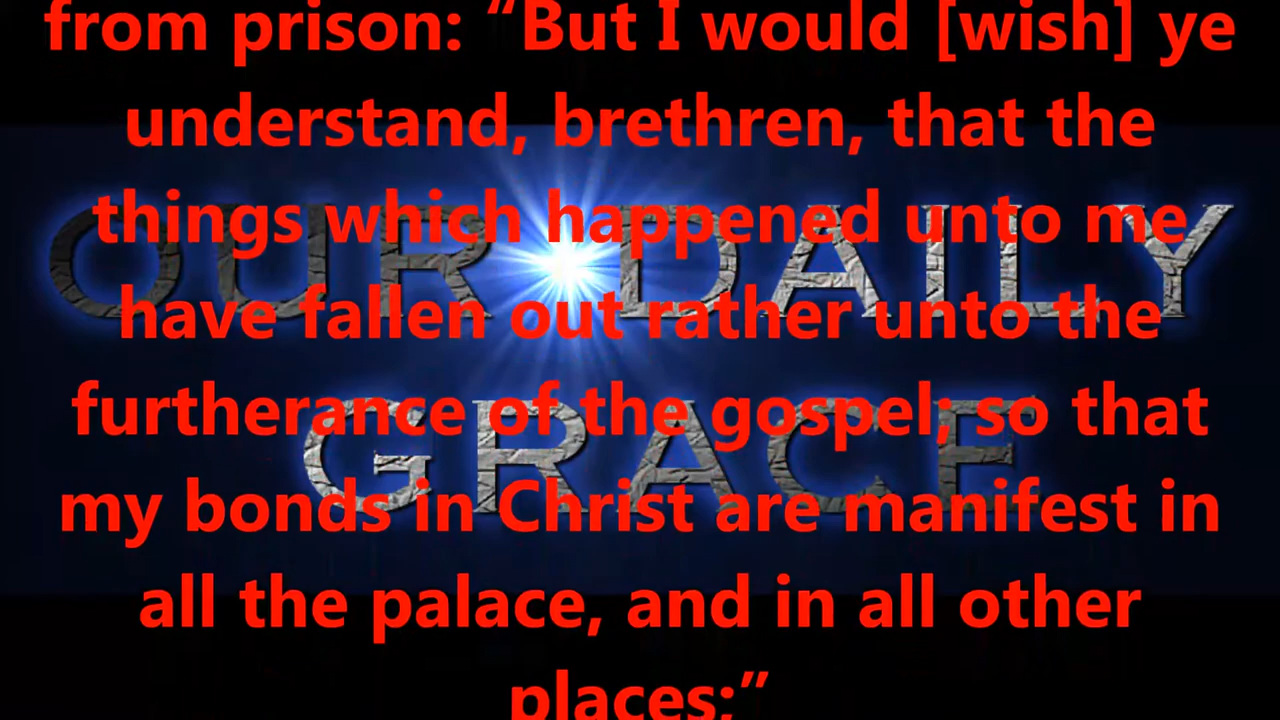 from prison: “But I would [wish] ye
understand, brethren, that the
things which happened unto me
have fallen out rather unto the
furtherance of the gospel; so that
my bonds in Christ are manifest in
all the palace, and in all other
places;”
OUR DAILY
GRACE